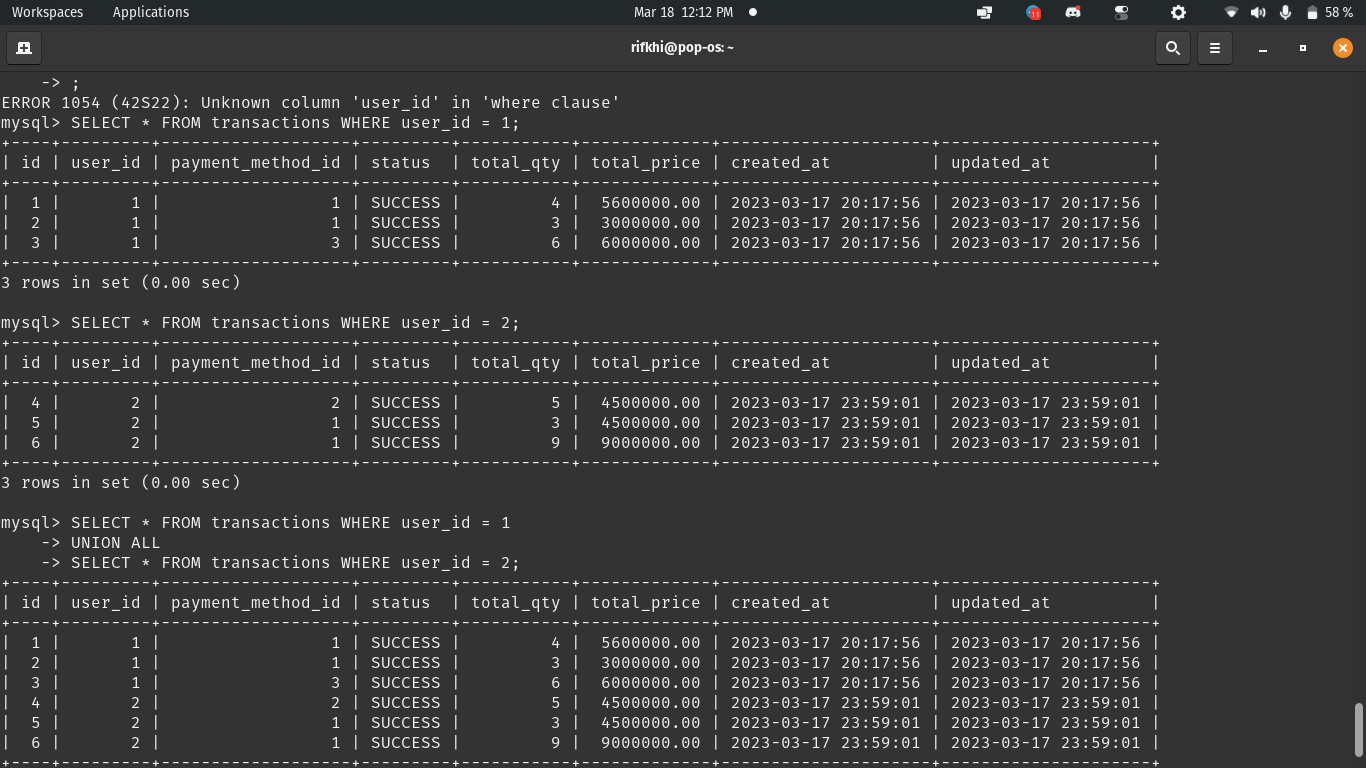 Workspaces Applications Mar 18 12:12 PM 11 58 %
rifkhi@pop-os: ~
    -> ;
ERROR 1054 (42S22): Unknown column 'user_id' in 'where clause'
mysql> SELECT * FROM transactions WHERE user_id = 1;
+----+---------+-------------------+---------+-----------+-------------+---------------------+---------------------+
| id | user_id | payment_method_id | status  | total_qty | total_price | created_at          | updated_at          |
+----+---------+-------------------+---------+-----------+-------------+---------------------+---------------------+
|  1 |       1 |                 1 | SUCCESS |         4 |  5600000.00 | 2023-03-17 20:17:56 | 2023-03-17 20:17:56 |
|  2 |       1 |                 1 | SUCCESS |         3 |  3000000.00 | 2023-03-17 20:17:56 | 2023-03-17 20:17:56 |
|  3 |       1 |                 3 | SUCCESS |         6 |  6000000.00 | 2023-03-17 20:17:56 | 2023-03-17 20:17:56 |
+----+---------+-------------------+---------+-----------+-------------+---------------------+---------------------+
3 rows in set (0.00 sec)

mysql> SELECT * FROM transactions WHERE user_id = 2;
+----+---------+-------------------+---------+-----------+-------------+---------------------+---------------------+
| id | user_id | payment_method_id | status  | total_qty | total_price | created_at          | updated_at          |
+----+---------+-------------------+---------+-----------+-------------+---------------------+---------------------+
|  4 |       2 |                 2 | SUCCESS |         5 |  4500000.00 | 2023-03-17 23:59:01 | 2023-03-17 23:59:01 |
|  5 |       2 |                 1 | SUCCESS |         3 |  4500000.00 | 2023-03-17 23:59:01 | 2023-03-17 23:59:01 |
|  6 |       2 |                 1 | SUCCESS |         9 |  9000000.00 | 2023-03-17 23:59:01 | 2023-03-17 23:59:01 |
+----+---------+-------------------+---------+-----------+-------------+---------------------+---------------------+
3 rows in set (0.00 sec)

mysql> SELECT * FROM transactions WHERE user_id = 1
    -> UNION ALL
    -> SELECT * FROM transactions WHERE user_id = 2;
+----+---------+-------------------+---------+-----------+-------------+---------------------+---------------------+
| id | user_id | payment_method_id | status  | total_qty | total_price | created_at          | updated_at          |
+----+---------+-------------------+---------+-----------+-------------+---------------------+---------------------+
|  1 |       1 |                 1 | SUCCESS |         4 |  5600000.00 | 2023-03-17 20:17:56 | 2023-03-17 20:17:56 |
|  2 |       1 |                 1 | SUCCESS |         3 |  3000000.00 | 2023-03-17 20:17:56 | 2023-03-17 20:17:56 |
|  3 |       1 |                 3 | SUCCESS |         6 |  6000000.00 | 2023-03-17 20:17:56 | 2023-03-17 20:17:56 |
|  4 |       2 |                 2 | SUCCESS |         5 |  4500000.00 | 2023-03-17 23:59:01 | 2023-03-17 23:59:01 |
|  5 |       2 |                 1 | SUCCESS |         3 |  4500000.00 | 2023-03-17 23:59:01 | 2023-03-17 23:59:01 |
|  6 |       2 |                 1 | SUCCESS |         9 |  9000000.00 | 2023-03-17 23:59:01 | 2023-03-17 23:59:01 |
+----+---------+-------------------+---------+-----------+-------------+---------------------+---------------------+